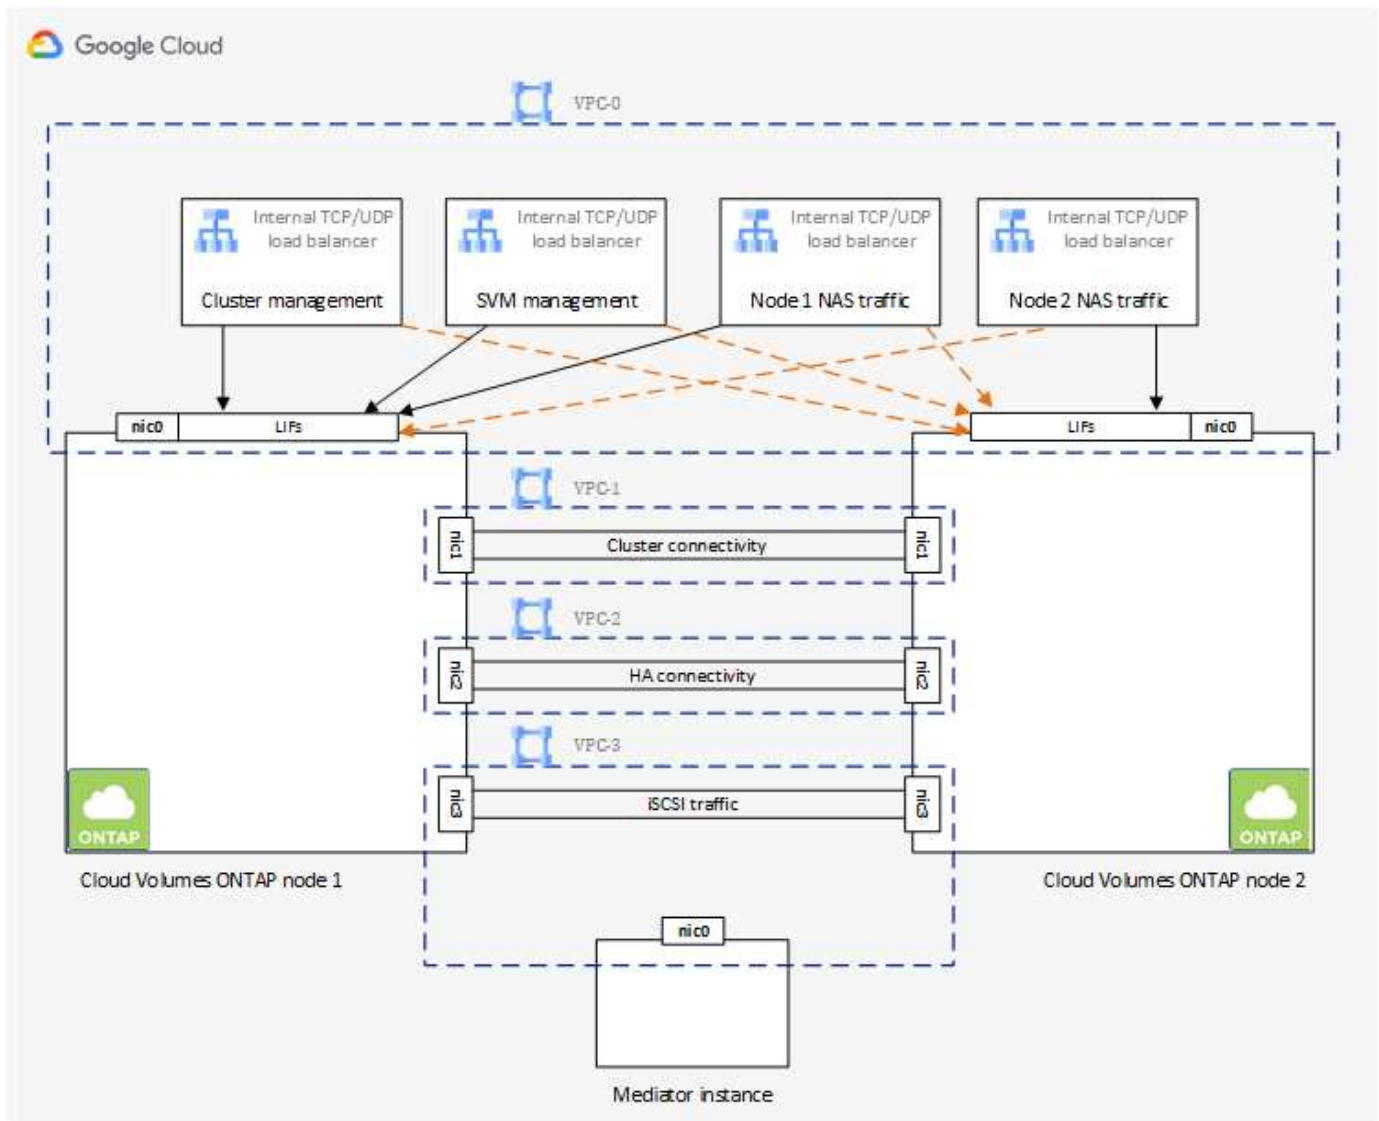 Google Cloud
VPC-0
Internal TCP/UDP
load balancer
Cluster management
Internal TCP/UDP
load balancer
SVM management
Internal TCP/UDP
load balancer
Node 1 NAS traffic
Internal TCP/UDP
load balancer
Node 2 NAS traffic
nic0
LIFs
LIFs
nic0
VPC-1
nic1
Cluster connectivity
nic1
VPC-2
nic2
HA connectivity
nic2
VPC-3
nic3
iSCSI traffic
nic3
ONTAP
ONTAP
Cloud Volumes ONTAP node 1
Cloud Volumes ONTAP node 2
nic0
Mediator instance